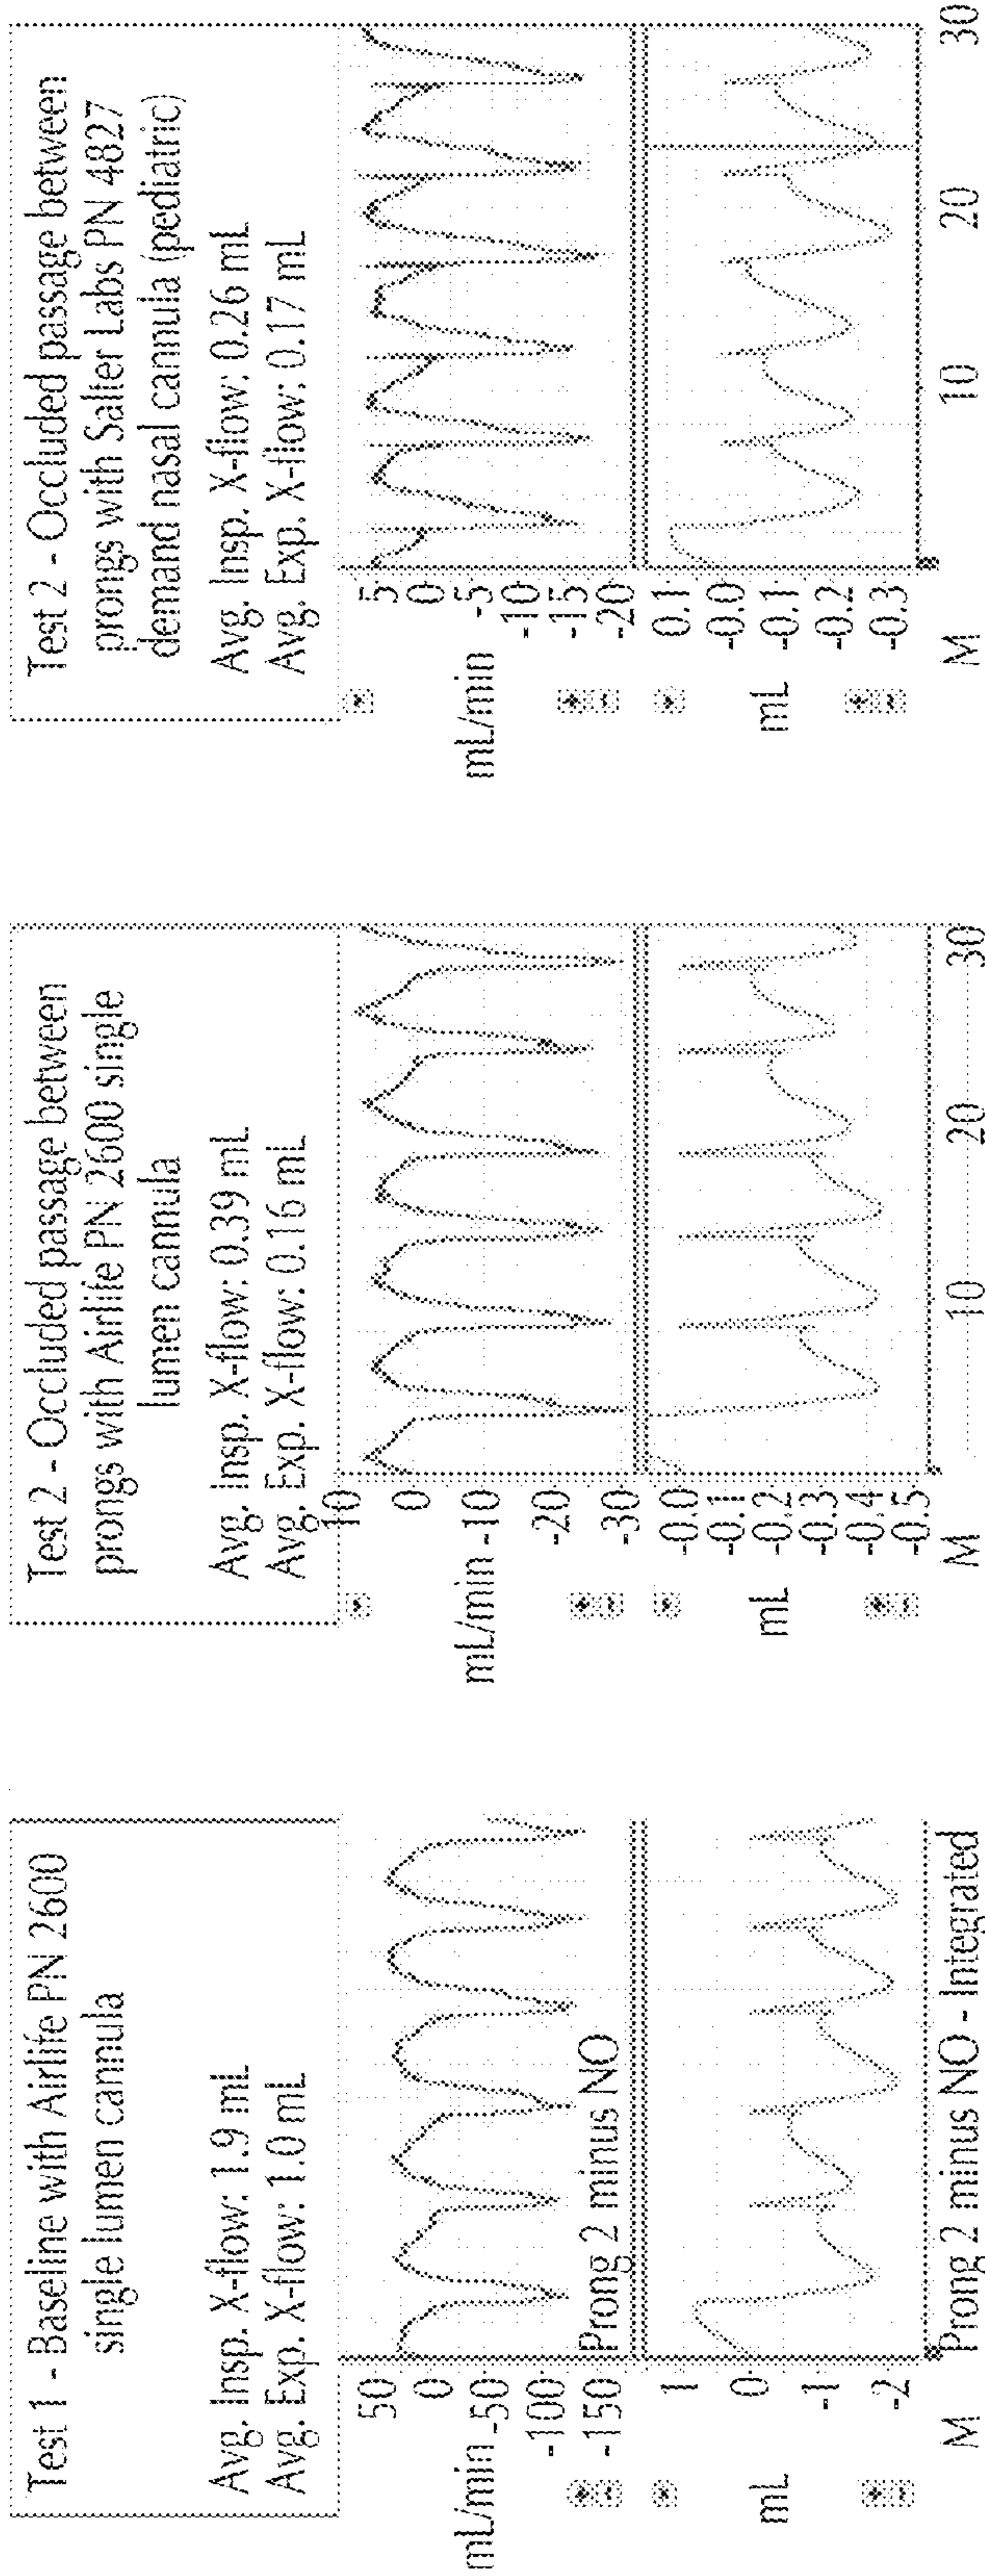 Test 1 - Baseline with Airlife PN 2600
single lumen cannula
Avg. Insp. X-flow: 1.9 mL
Avg. Exp. X-flow: 1.0 mL
50
0
mL/min -50
-100
-150
Prong 2 minus NO
1
0
mL
-1
-2
M
Prong 2 minus NO - Integrated
Test 2 - Occluded passage between
prongs with Airlife PN 2600 single
lumen cannula
Avg. Insp. X-flow: 0.39 mL
Avg. Exp. X-flow: 0.16 mL
10
0
mL/min -10
-20
-30
-0.0
-0.1
mL -0.2
-0.3
-0.4
-0.5
M
10
20
30
Test 2 - Occluded passage between
prongs with Salter Labs PN 4827
demand nasal cannula (pediatric)
Avg. Insp. X-flow: 0.26 mL
Avg. Exp. X-flow: 0.17 mL
5
0
mL/min -5
-10
-15
-20
0.1
-0.0
mL -0.1
-0.2
-0.3
M
10
20
30